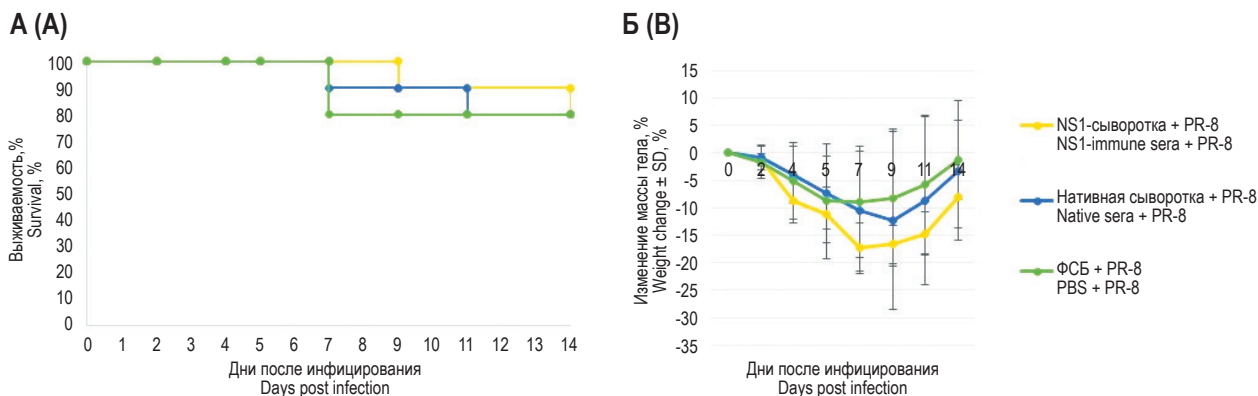 А (A)
100
90
80
70
60
50
40
30
20
10
0
Выживаемость, %
Survival, %
0 1 2 3 4 5 6 7 8 9 10 11 12 13 14
Дни после инфицирования
Days post infection
Б (B)
15
10
5
0
-5
-10
-15
-20
-25
-30
-35
Изменение массы тела, %
Weight change ± SD, %
0 2 4 5 7 9 11 14
Дни после инфицирования
Days post infection
NS1-сыворотка + PR-8
NS1-immune sera + PR-8
Нативная сыворотка + PR-8
Native sera + PR-8
ФСБ + PR-8
PBS + PR-8